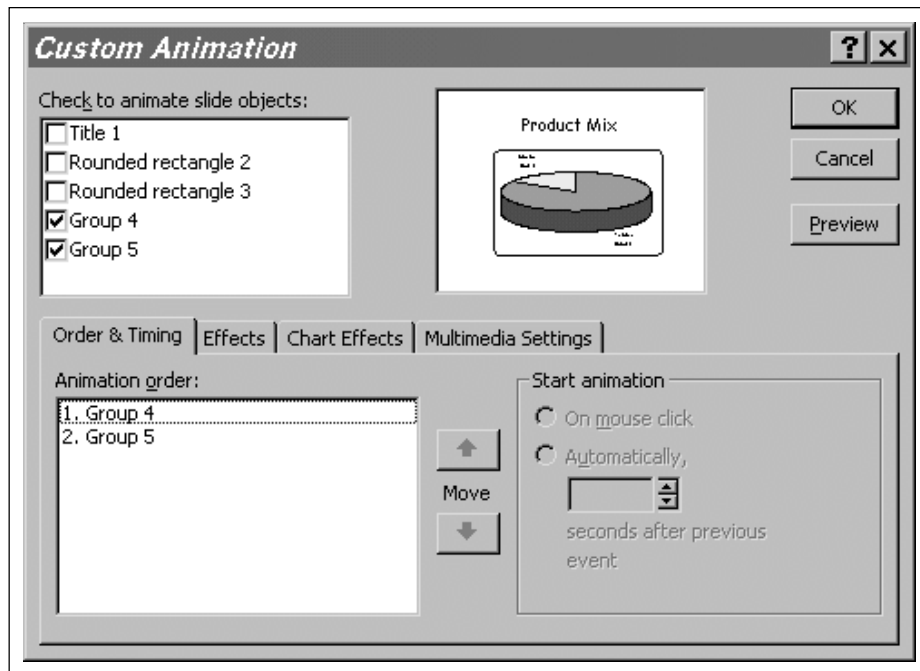 Custom Animation
? ×
Check to animate slide objects:
Title 1
Rounded rectangle 2
Rounded rectangle 3
Group 4
Group 5
Product Mix
OK
Cancel
Preview
Order & Timing
Effects
Chart Effects
Multimedia Settings
Animation order:
1. Group 4
2. Group 5
Move
Start animation
On mouse click
Automatically,
seconds after previous
event